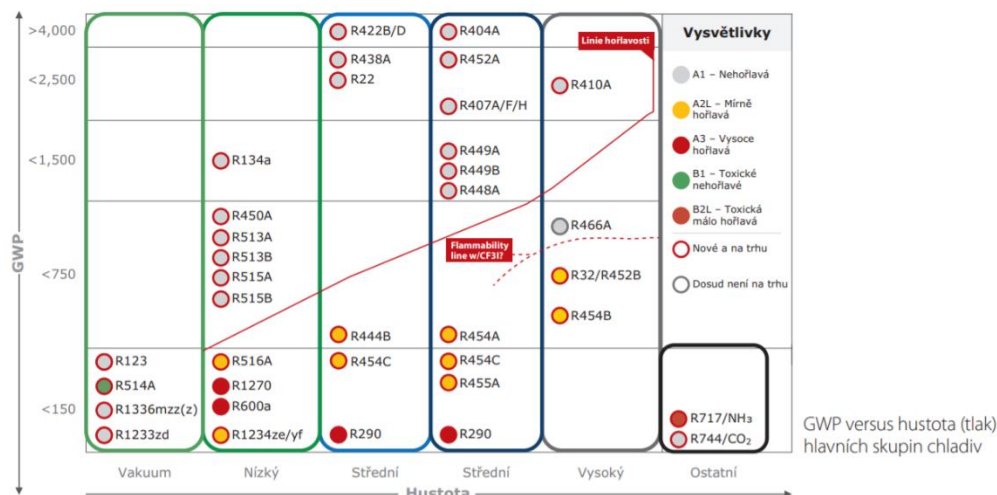 >4,000
<2,500
<1,500
<750
<150
GWP
R123
R514A
R1336mzz(z)
R1233zd
Vakuum
R134a
R450A
R513A
R513B
R515A
R515B
R516A
R1270
R600a
R1234ze/yf
Nízký
R422B/D
R438A
R22
R444B
R454C
R290
Střední
R404A
R452A
R407A/F/H
R449A
R449B
R448A
Flammability
line w/CF3I?
R454A
R454C
R455A
R290
Střední
Linie hořlavosti
R410A
R466A
R32/R452B
R454B
Vysoký
Vysvětlivky
A1 – Nehořlavá
A2L – Mírně
hořlavá
A3 – Vysoce
hořlavá
B1 – Toxické
nehořlavé
B2L – Toxická
málo hořlavá
Nové a na trhu
Dosud není na trhu
R717/NH₃
R744/CO₂
Ostatní
Hustota
GWP versus hustota (tlak)
hlavních skupin chladiv